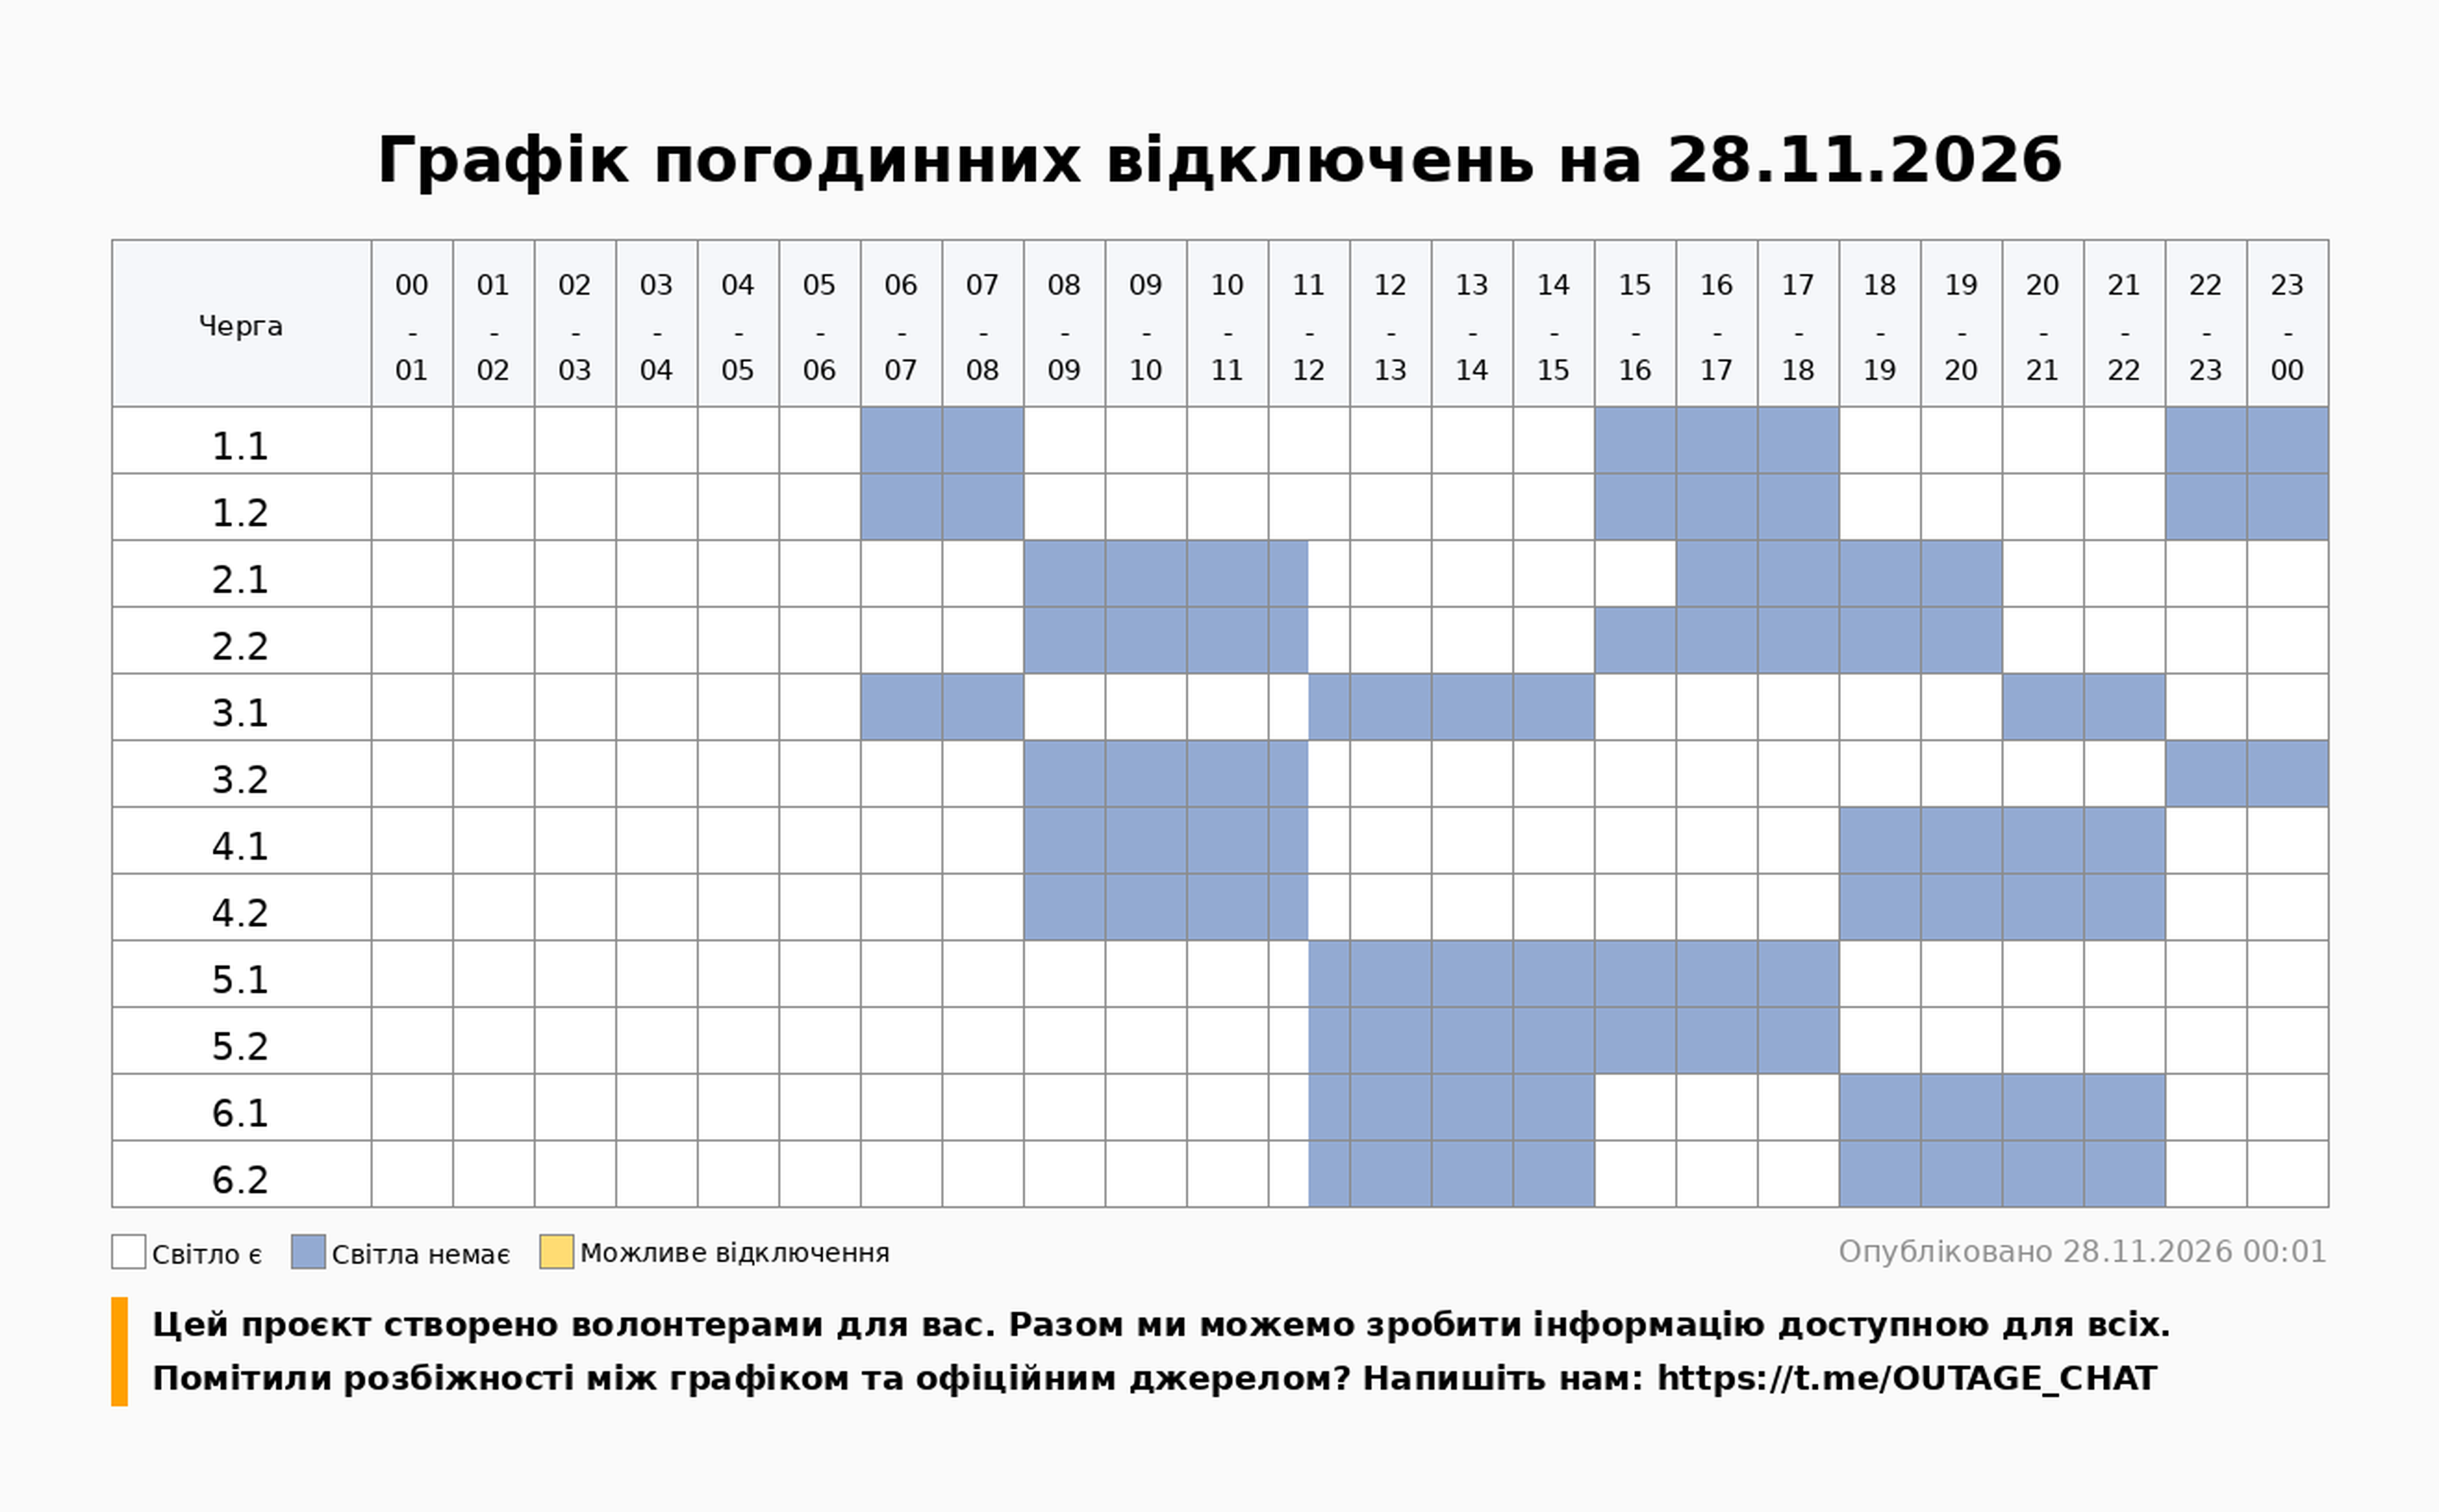 Графік погодинних відключень на 28.11.2026
Черга 00 - 01 01 - 02 02 - 03 03 - 04 04 - 05 05 - 06 06 - 07 07 - 08 08 - 09 09 - 10 10 - 11 11 - 12 12 - 13 13 - 14 14 - 15 15 - 16 16 - 17 17 - 18 18 - 19 19 - 20 20 - 21 21 - 22 22 - 23 23 - 00
1.1
1.2
2.1
2.2
3.1
3.2
4.1
4.2
5.1
5.2
6.1
6.2
Світло є Світла немає Можливе відключення Опубліковано 28.11.2026 00:01
Цей проєкт створено волонтерами для вас. Разом ми можемо зробити інформацію доступною для всіх.
Помітили розбіжності між графіком та офіційним джерелом? Напишіть нам: https://t.me/OUTAGE_CHAT